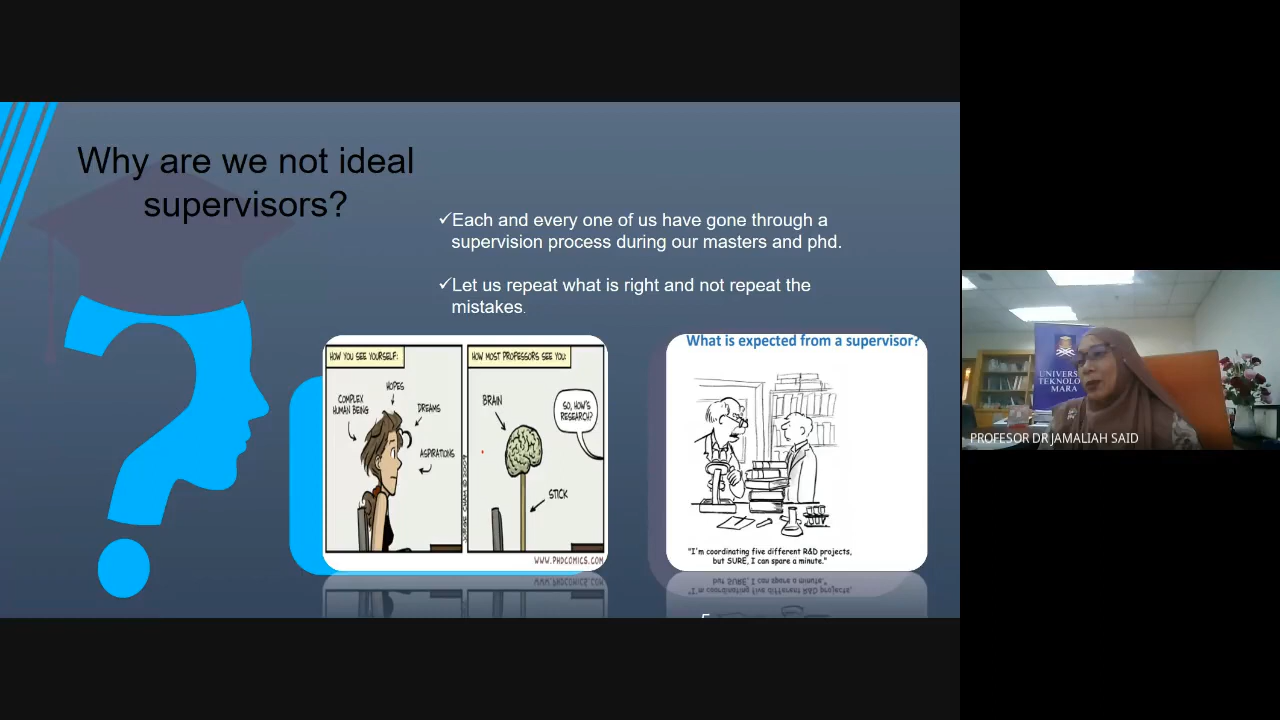 Why are we not ideal
supervisors?
✓Each and every one of us have gone through a
supervision process during our masters and phd.
✓Let us repeat what is right and not repeat the
mistakes.
HOW YOU SEE YOURSELF:
HOPES
COMPLEX
HUMAN BEING
DREAMS
ASPIRATIONS
HOW MOST PROFESSORS SEE YOU:
BRAIN
SO, HOW'S
RESEARCH?
STICK
WWW.PHDCOMICS.COM
What is expected from a supervisor?
"I'm coordinating five different R&D projects,
but SURE, I can spare a minute."
UNIVERS
TEKNOLO
MARA
PROFESOR DR JAMALIAH SAID